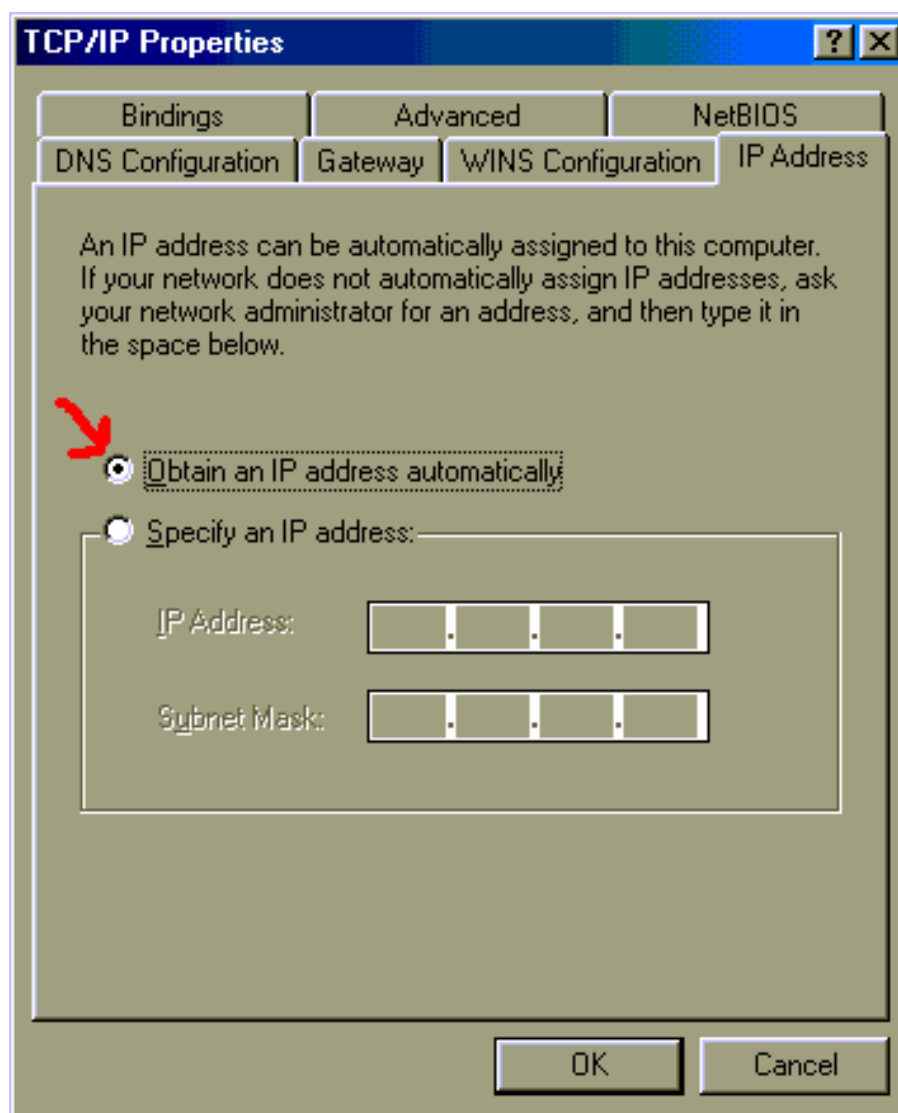 TCP/IP Properties
Bindings Advanced NetBIOS
DNS Configuration Gateway WINS Configuration IP Address
An IP address can be automatically assigned to this computer.
If your network does not automatically assign IP addresses, ask
your network administrator for an address, and then type it in
the space below.
Obtain an IP address automatically
Specify an IP address:
IP Address: . . .
Subnet Mask: . . .
OK Cancel